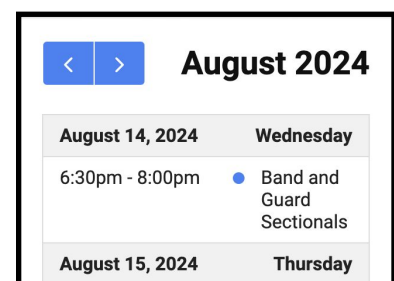 August 2024
August 14, 2024 Wednesday
6:30pm - 8:00pm Band and
Guard
Sectionals
August 15, 2024 Thursday